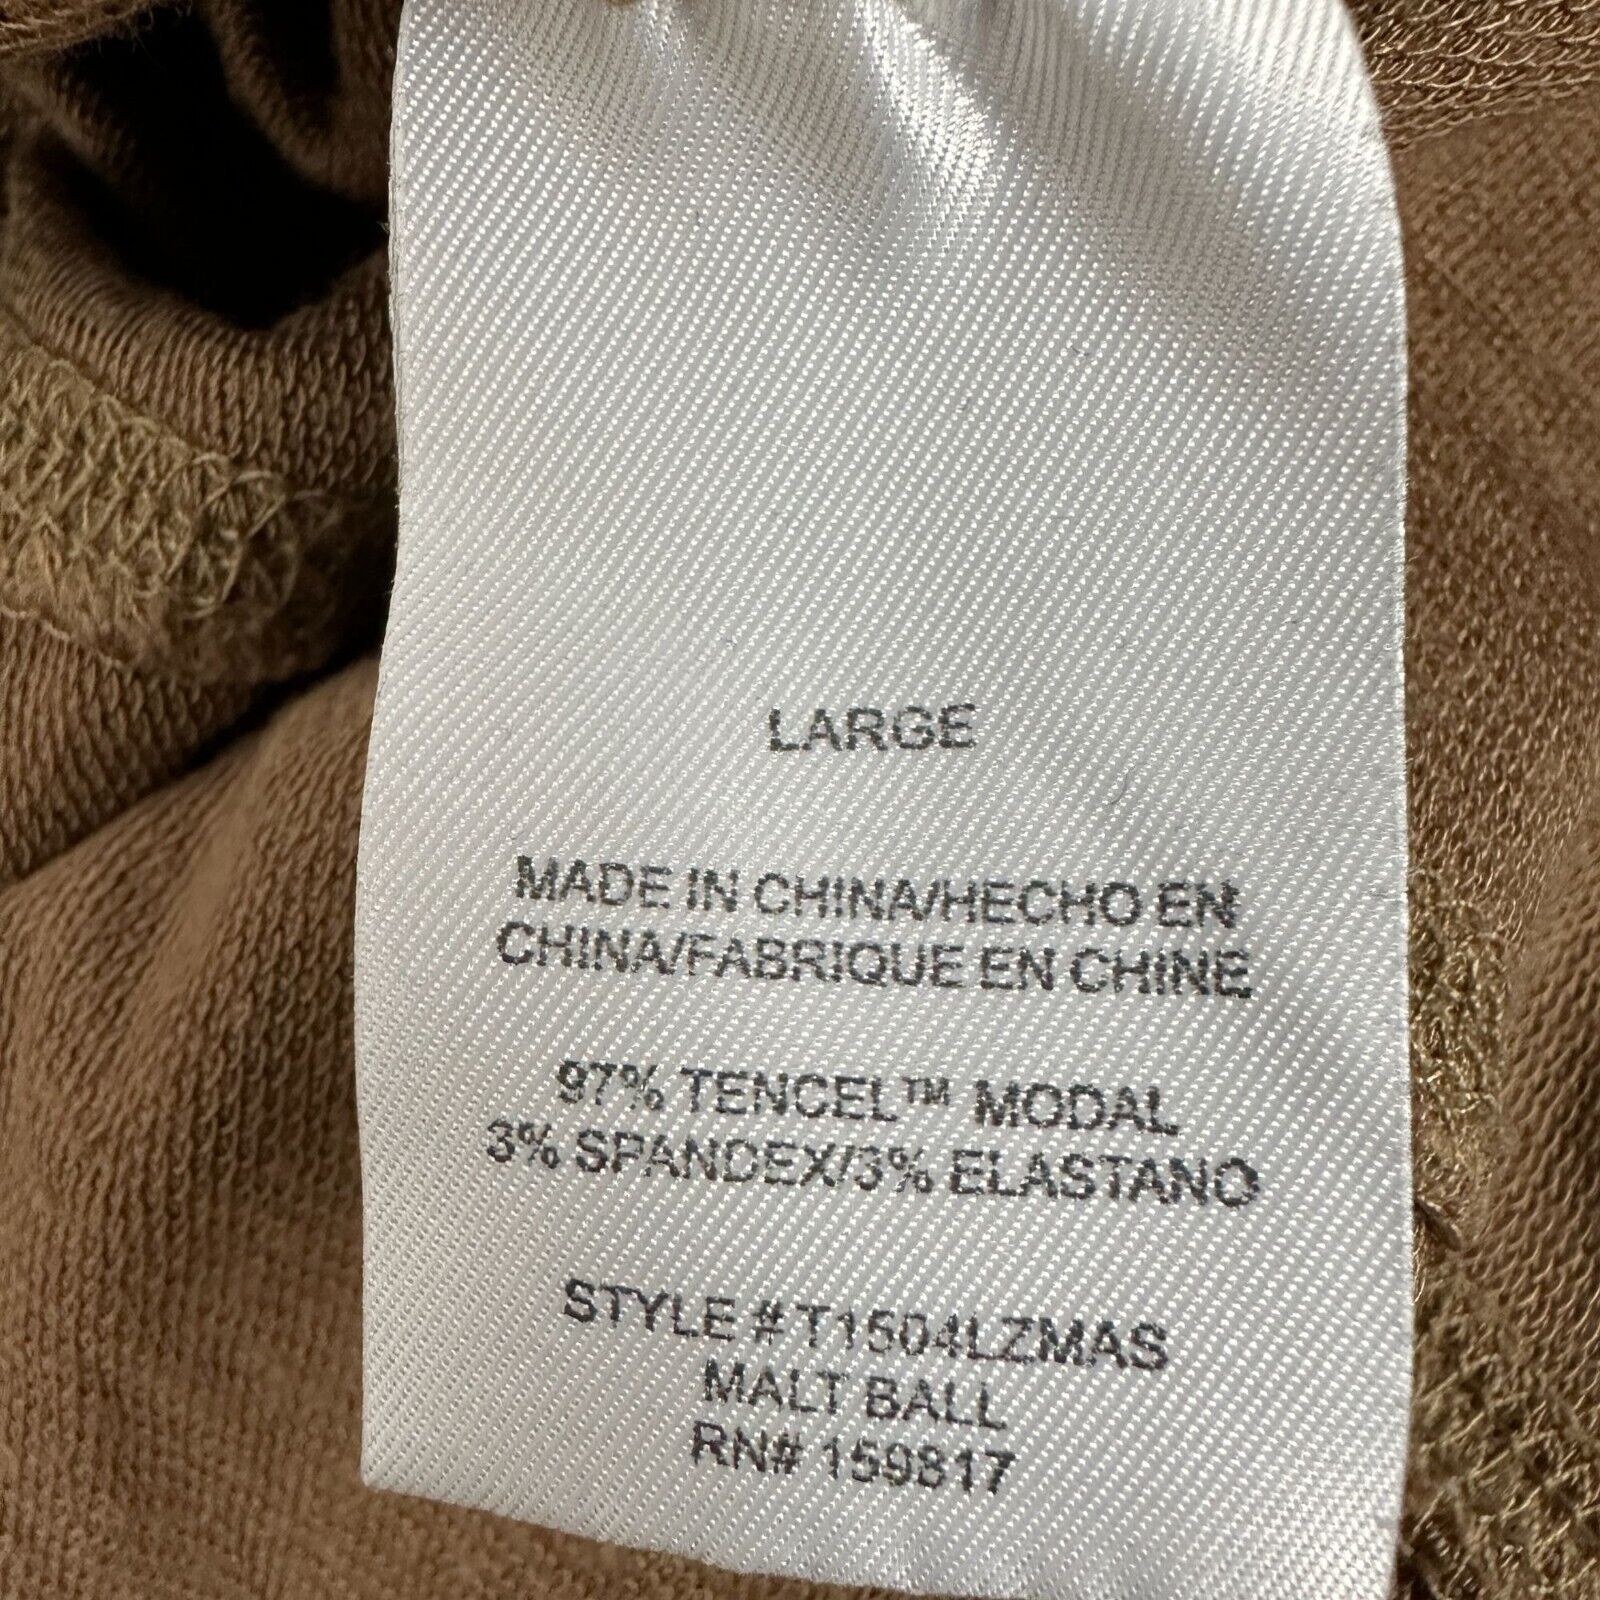 LARGE
MADE IN CHINA/HECHO EN
CHINA/FABRIQUE EN CHINE
97% TENCEL™ MODAL
3% SPANDEX/3% ELASTANO
STYLE # T1504LZMAS
MALT BALL
RN# 159817